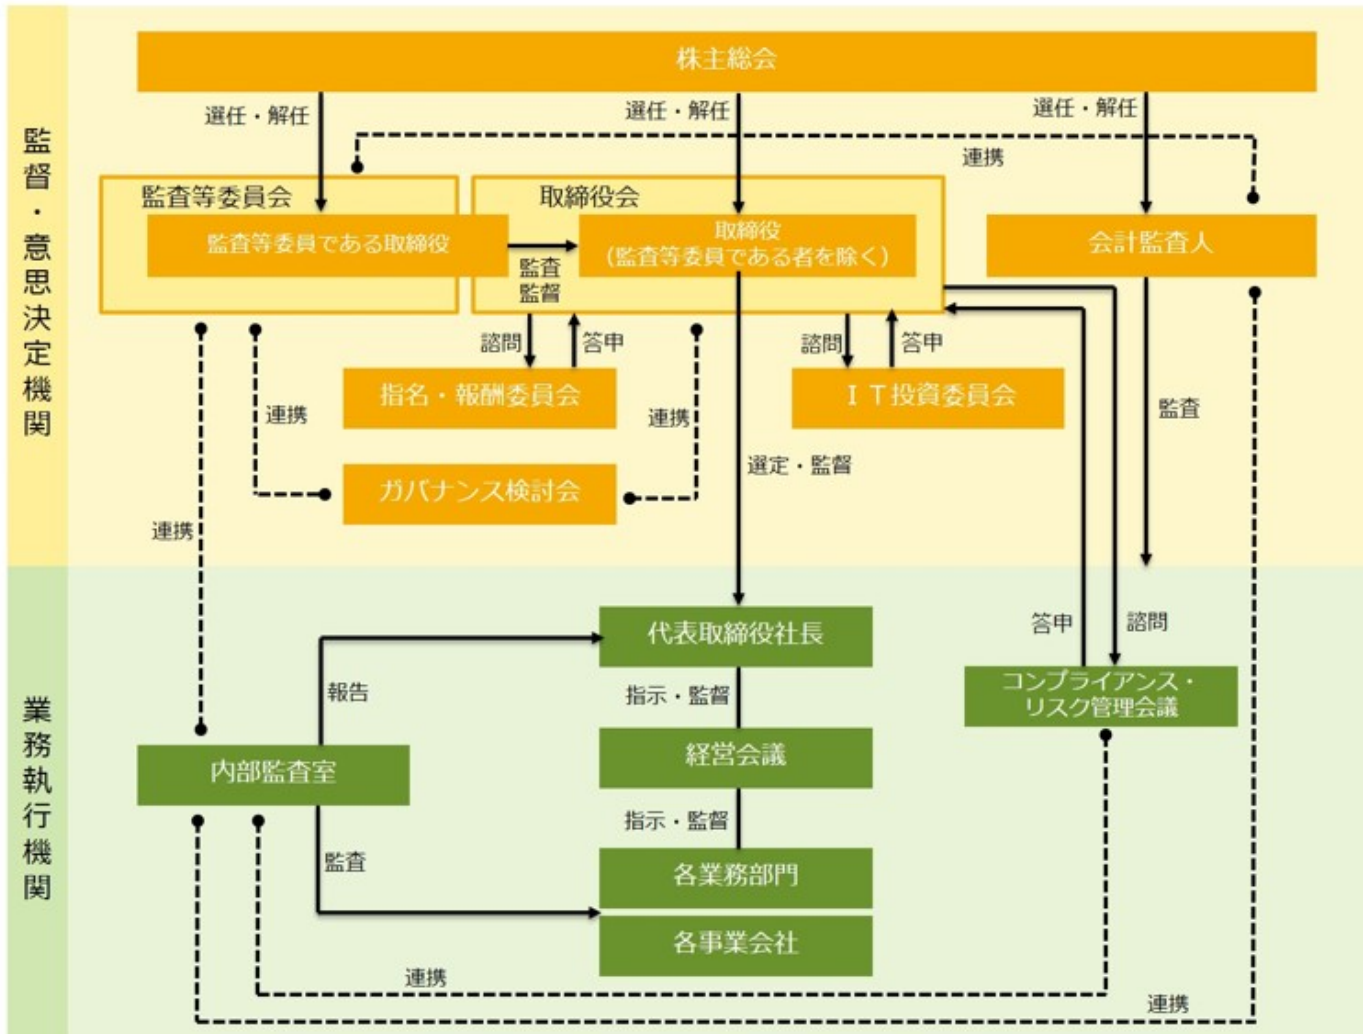 株主総会
選任・解任
選任・解任
選任・解任
連携
監督・意思決定機関
監査等委員会
取締役会
監査等委員である取締役
取締役
（監査等委員である者を除く）
会計監査人
監査
監督
諮問
答申
諮問
答申
指名・報酬委員会
ＩＴ投資委員会
連携
連携
監査
選定・監督
ガバナンス検討会
連携
業務執行機関
代表取締役社長
答申
諮問
報告
指示・監督
コンプライアンス・
リスク管理会議
内部監査室
経営会議
指示・監督
監査
各業務部門
各事業会社
連携
連携